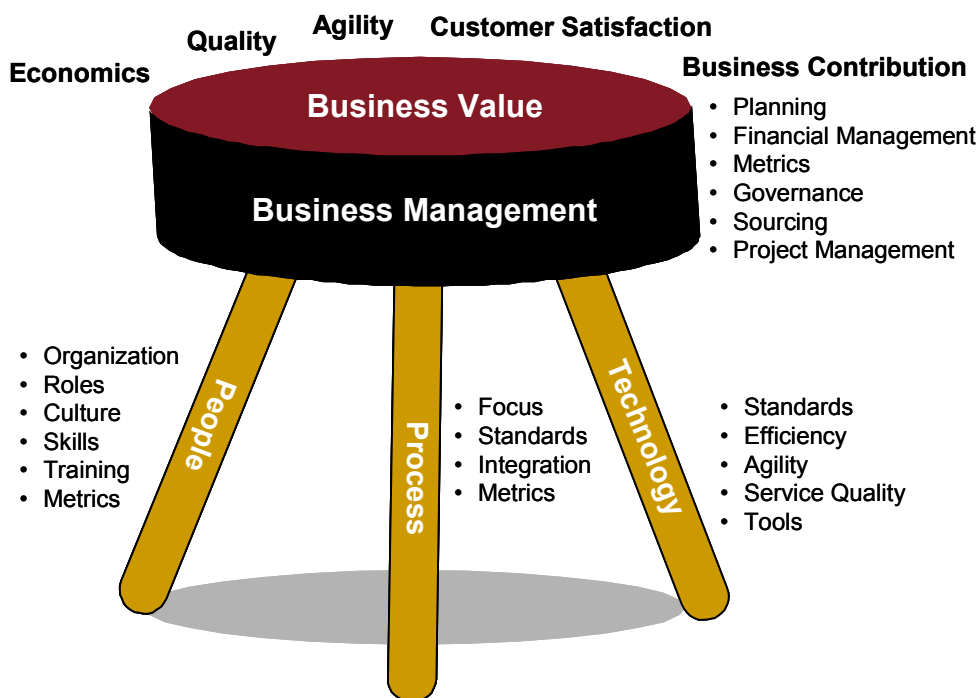 Economics
Quality
Agility
Customer Satisfaction
Business Contribution
Business Value
Business Management
• Planning
• Financial Management
• Metrics
• Governance
• Sourcing
• Project Management
• Organization
• Roles
• Culture
• Skills
• Training
• Metrics
People
Process
• Focus
• Standards
• Integration
• Metrics
Technology
• Standards
• Efficiency
• Agility
• Service Quality
• Tools